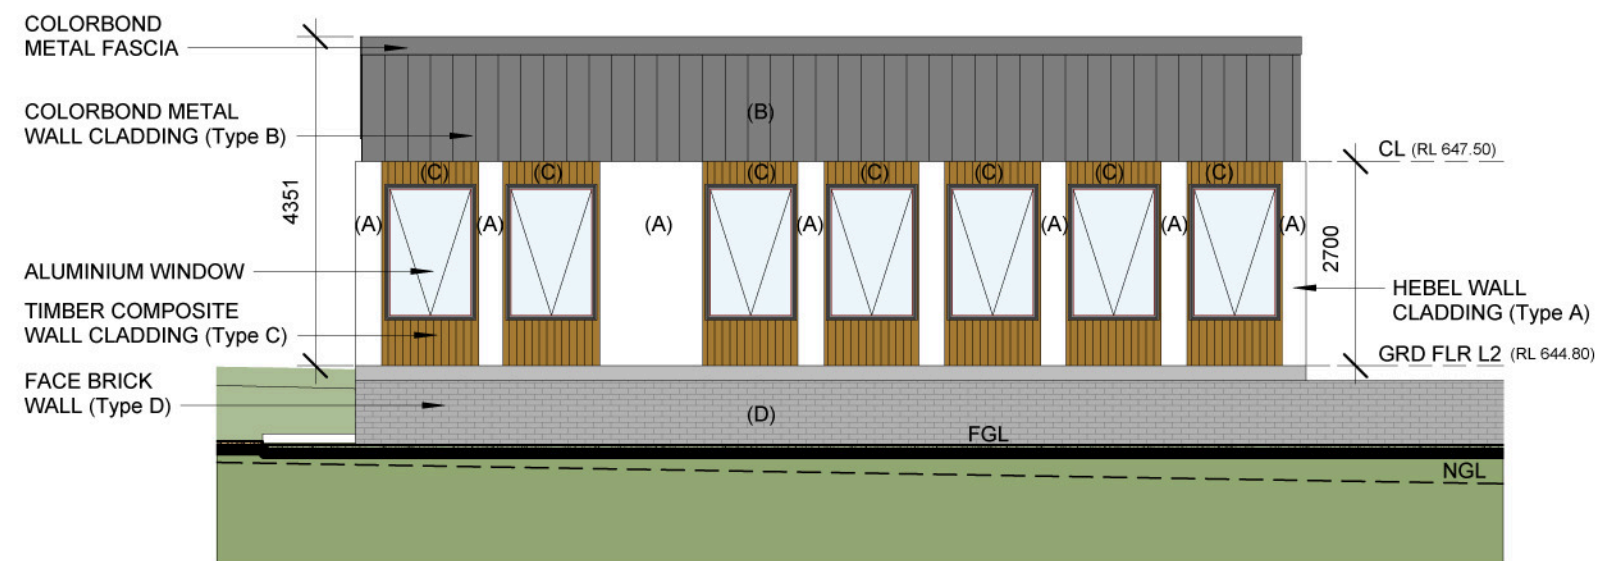 COLORBOND
METAL FASCIA
COLORBOND METAL
WALL CLADDING (Type B)
(B)
CL (RL 647.50)
(C) (C) (C) (C) (C) (C) (C)
4351
(A) (A) (A) (A) (A) (A) (A)
2700
ALUMINIUM WINDOW
HEBEL WALL
CLADDING (Type A)
TIMBER COMPOSITE
WALL CLADDING (Type C)
GRD FLR L2 (RL 644.80)
FACE BRICK
WALL (Type D)
(D)
FGL
NGL